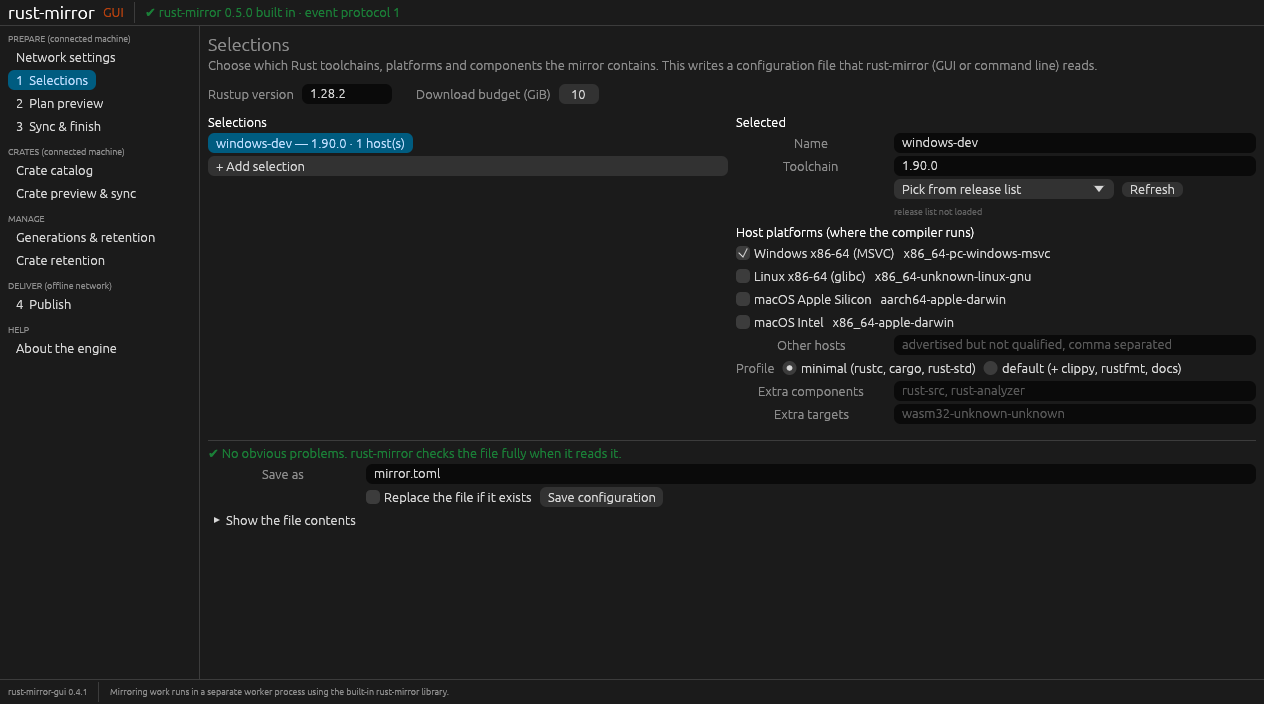 rust-mirror GUI ✔ rust-mirror 0.5.0 built in · event protocol 1
PREPARE (connected machine)
Network settings
1 Selections
2 Plan preview
3 Sync & finish
CRATES (connected machine)
Crate catalog
Crate preview & sync
MANAGE
Generations & retention
Crate retention
DELIVER (offline network)
4 Publish
HELP
About the engine
Selections
Choose which Rust toolchains, platforms and components the mirror contains. This writes a configuration file that rust-mirror (GUI or command line) reads.
Rustup version 1.28.2 Download budget (GiB) 10
Selections
windows-dev — 1.90.0 · 1 host(s)
+ Add selection
Selected
Name windows-dev
Toolchain 1.90.0
Pick from release list Refresh
release list not loaded
Host platforms (where the compiler runs)
Windows x86-64 (MSVC) x86_64-pc-windows-msvc
Linux x86-64 (glibc) x86_64-unknown-linux-gnu
macOS Apple Silicon aarch64-apple-darwin
macOS Intel x86_64-apple-darwin
Other hosts advertised but not qualified, comma separated
Profile minimal (rustc, cargo, rust-std) default (+ clippy, rustfmt, docs)
Extra components rust-src, rust-analyzer
Extra targets wasm32-unknown-unknown
✔ No obvious problems. rust-mirror checks the file fully when it reads it.
Save as mirror.toml
Replace the file if it exists Save configuration
Show the file contents
rust-mirror-gui 0.4.1 Mirroring work runs in a separate worker process using the built-in rust-mirror library.